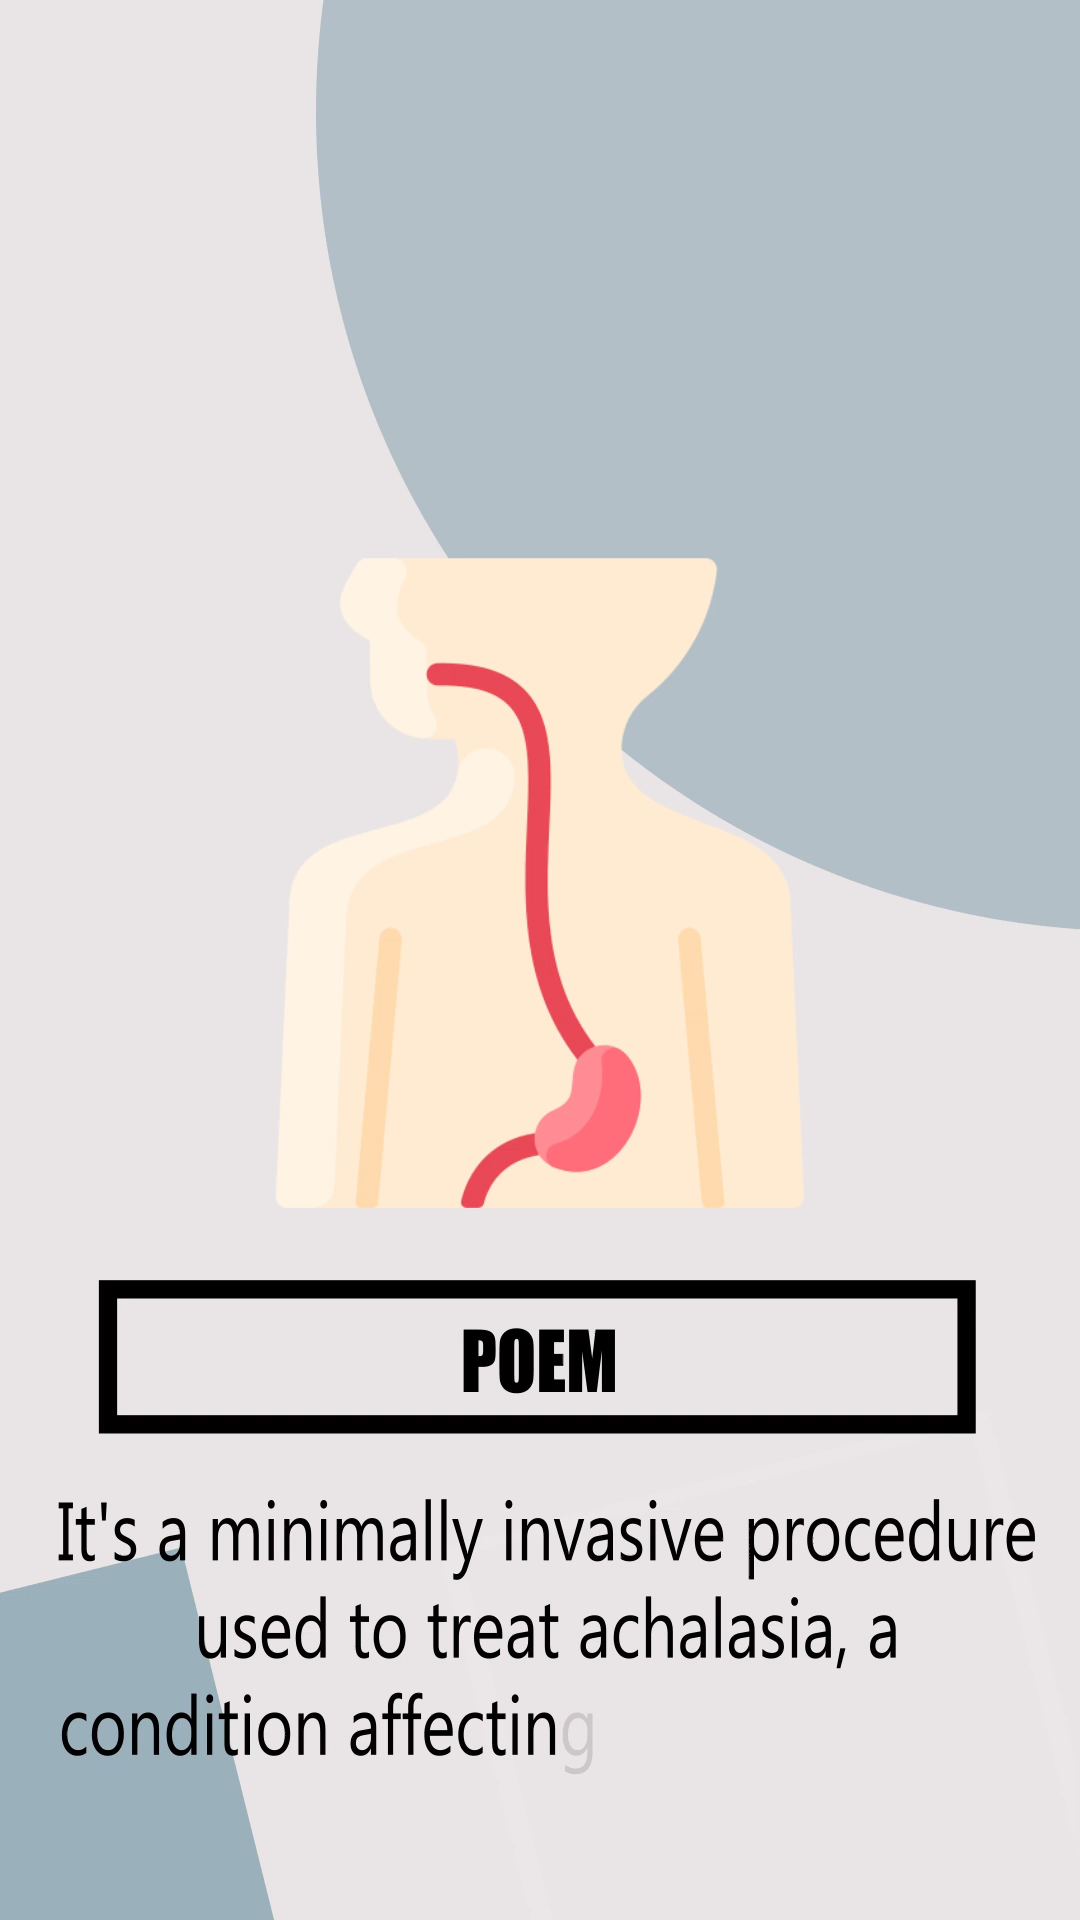 POEM
It's a minimally invasive procedure
used to treat achalasia, a
condition affecting